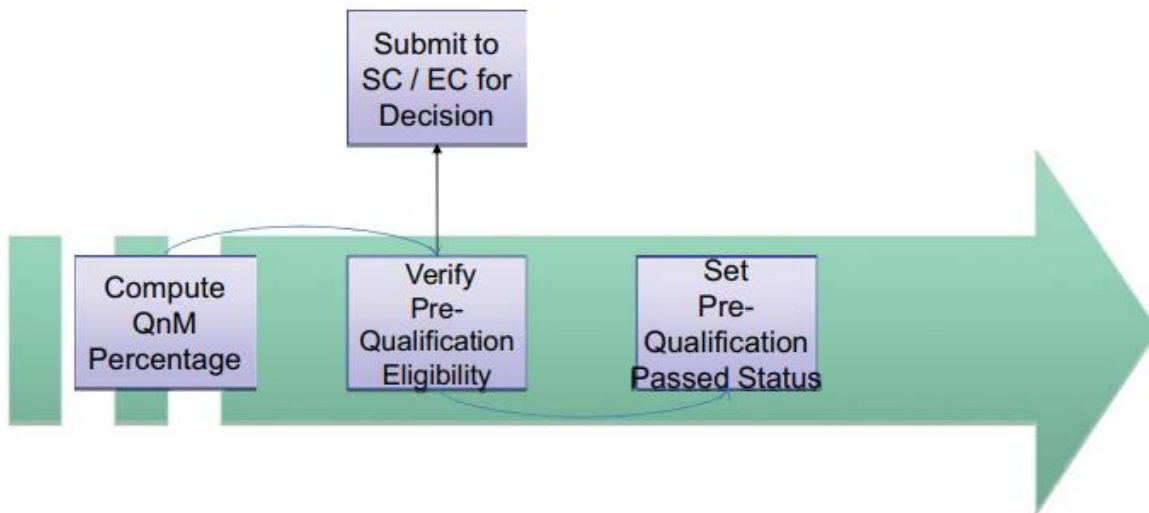 Submit to
SC / EC for
Decision
Compute
QnM
Percentage
Verify
Pre-
Qualification
Eligibility
Set
Pre-
Qualification
Passed Status